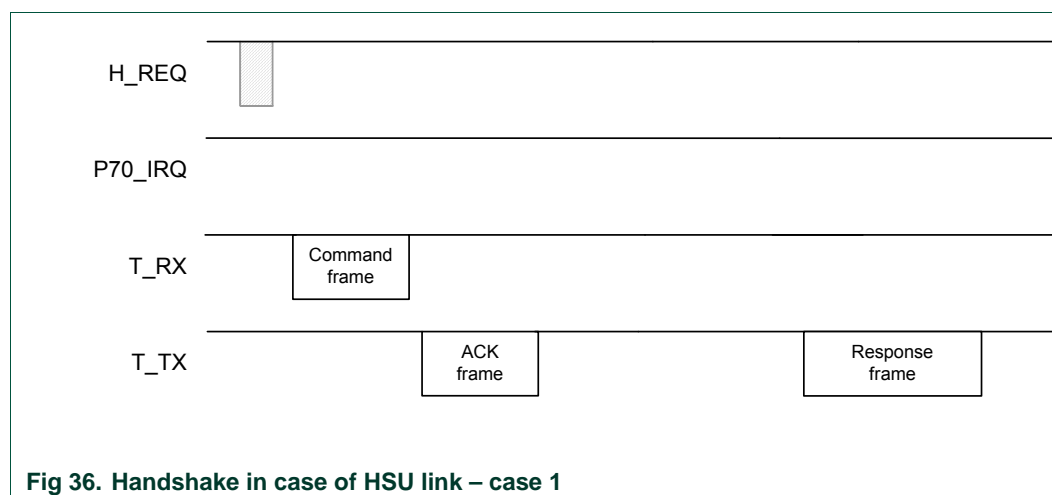 H_REQ
P70_IRQ
T_RX
Command
frame
T_TX
ACK
frame
Response
frame
Fig 36. Handshake in case of HSU link – case 1